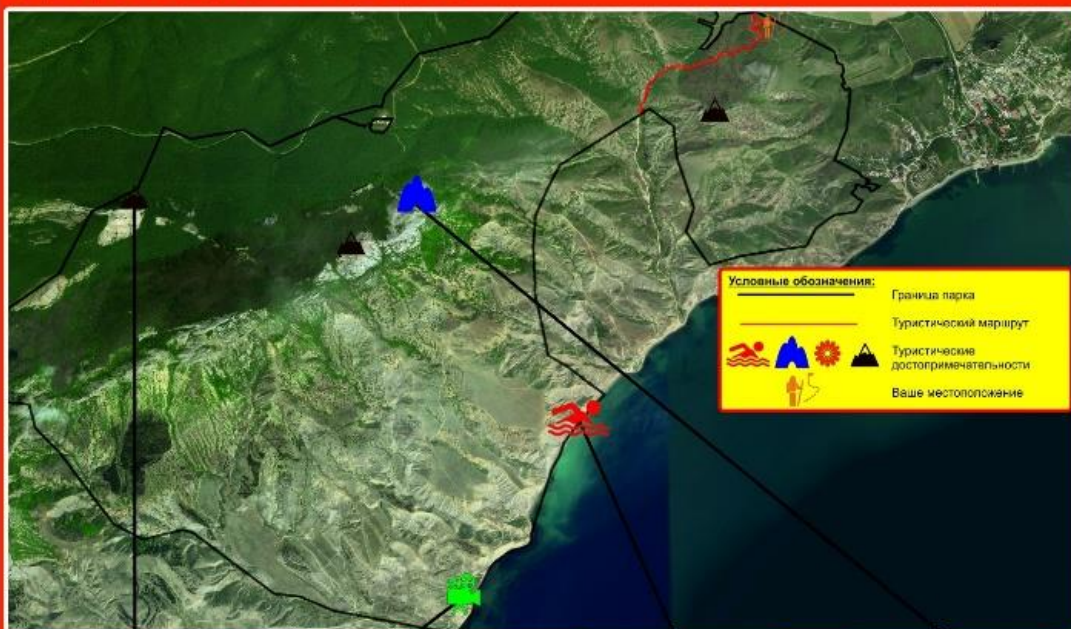 Условные обозначения:
Граница парка
Туристический маршрут
Туристические
достопримечательности
Ваше местоположение